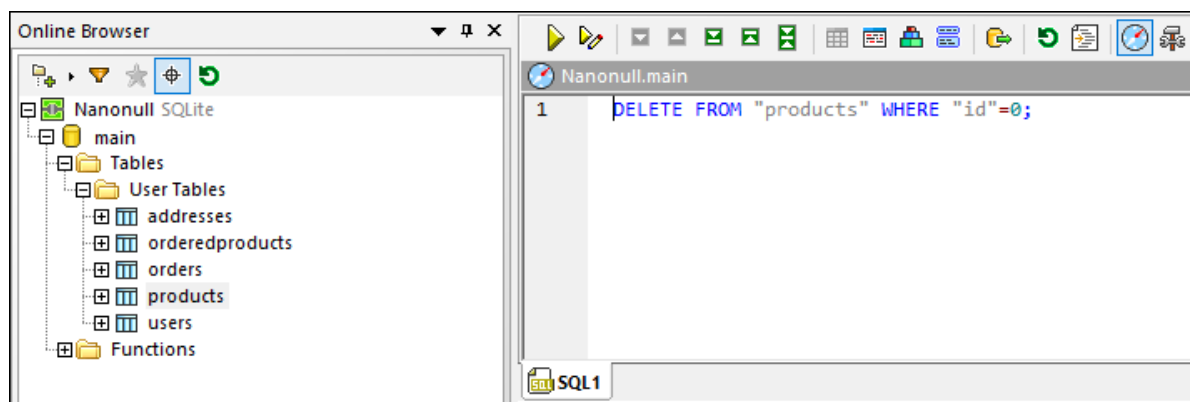 Online Browser
Nanonull SQLite
main
Tables
User Tables
addresses
orderedproducts
orders
products
users
Functions
Nanonull.main
1 DELETE FROM "products" WHERE "id"=0;
SQL1